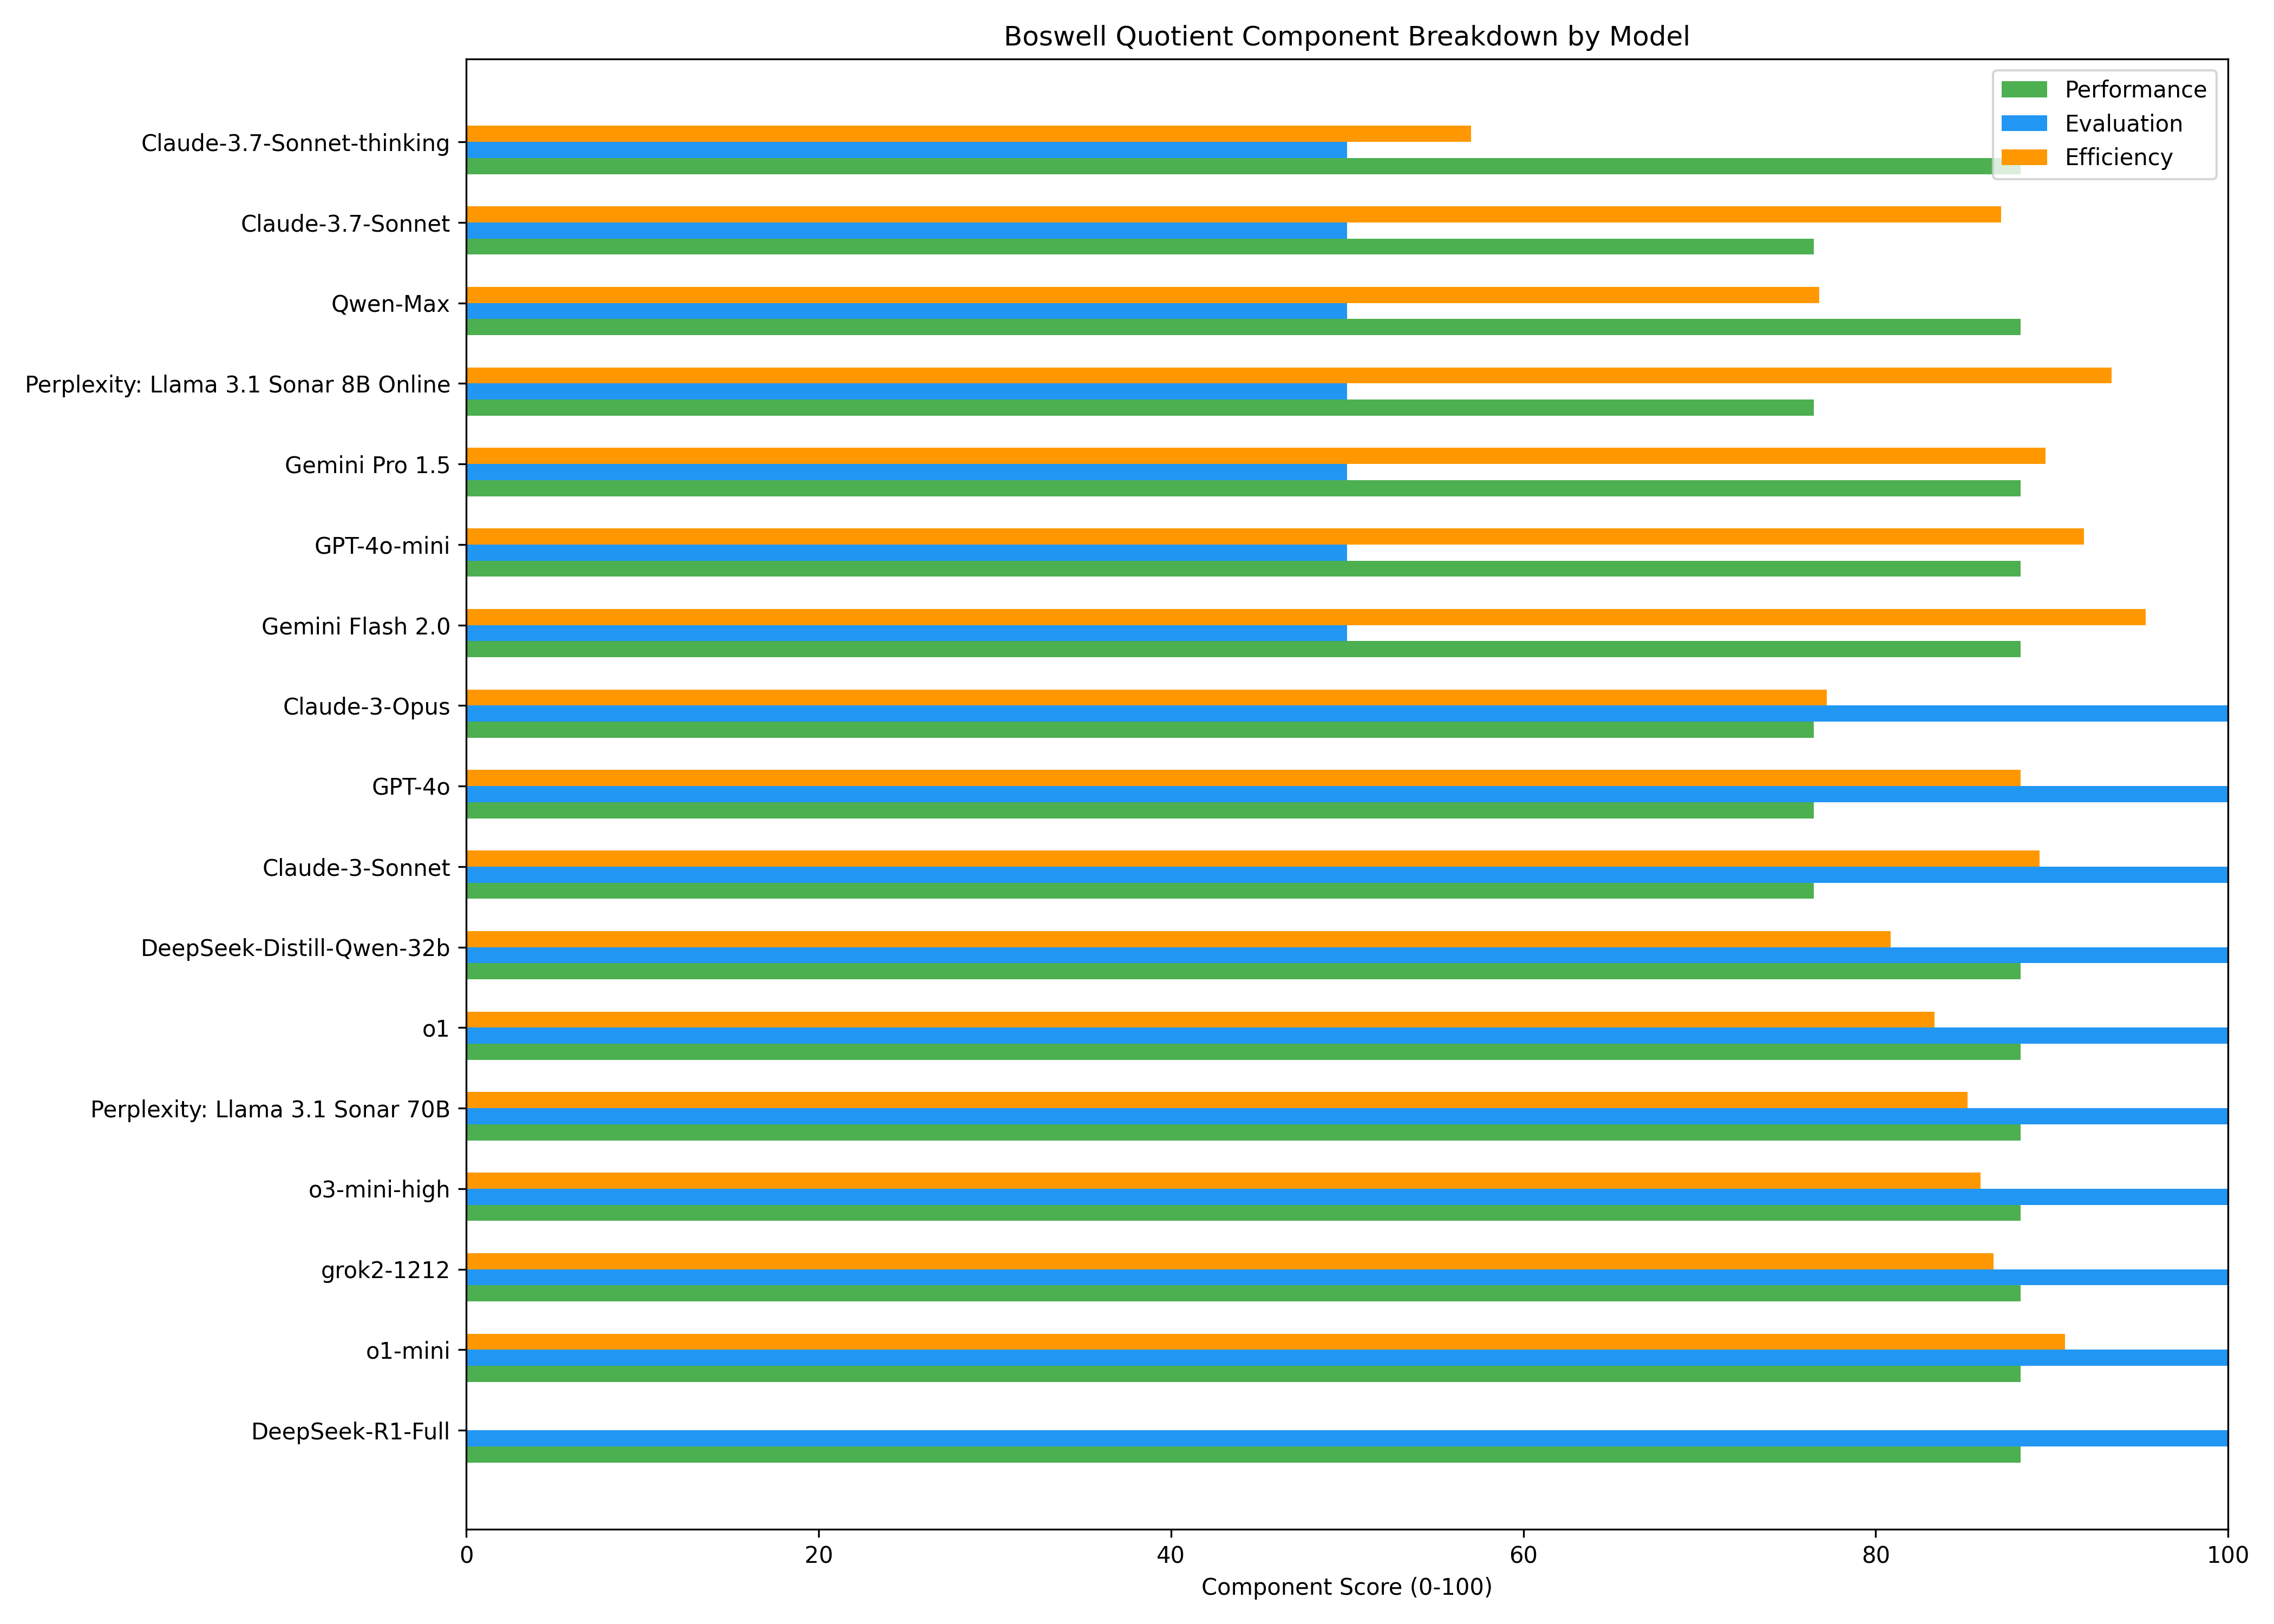 Boswell Quotient Component Breakdown by Model
Performance
Evaluation
Efficiency
Claude-3.7-Sonnet-thinking
Claude-3.7-Sonnet
Qwen-Max
Perplexity: Llama 3.1 Sonar 8B Online
Gemini Pro 1.5
GPT-4o-mini
Gemini Flash 2.0
Claude-3-Opus
GPT-4o
Claude-3-Sonnet
DeepSeek-Distill-Qwen-32b
o1
Perplexity: Llama 3.1 Sonar 70B
o3-mini-high
grok2-1212
o1-mini
DeepSeek-R1-Full
0 20 40 60 80 100
Component Score (0-100)